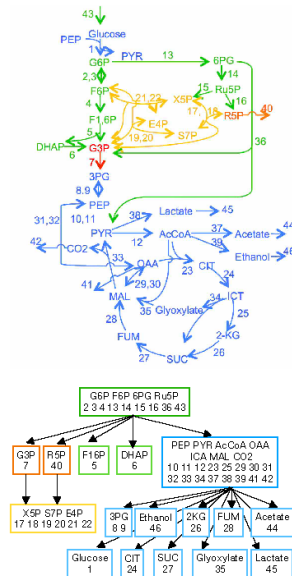 43
Glucose
PEP 1 PYR 13
G6P 6PG
2,3 14
F6P 21,22 X5P 15 Ru5P
4 E4P 17, 18 16
F1,6P R5P 40
5 19,20 S7P
DHAP G3P 36
6
7
3PG
8.9
PEP
31,32 10,11 38 Lactate 45
PYR AcCoA 37 Acetate 44
42 CO2 12 39
33 Ethanol 46
OAA 23 CIT
41 29,30 24
MAL 34 ICT
35 Glyoxylate
28 25
FUM 2-KG
27 SUC 26
G6P F6P 6PG Ru5P
2 3 4 13 14 15 16 36 43
G3P R5P F16P DHAP
7 40 5 6
PEP PYR AcCoA OAA
ICA MAL CO2
10 11 12 23 25 29 30 31
32 33 34 37 38 39 41 42
X5P S7P E4P
17 18 19 20 21 22
3PG Ethanol 2KG FUM Acetate
8 9 46 26 28 44
Glucose CIT SUC Glyoxylate Lactate
1 24 27 35 45